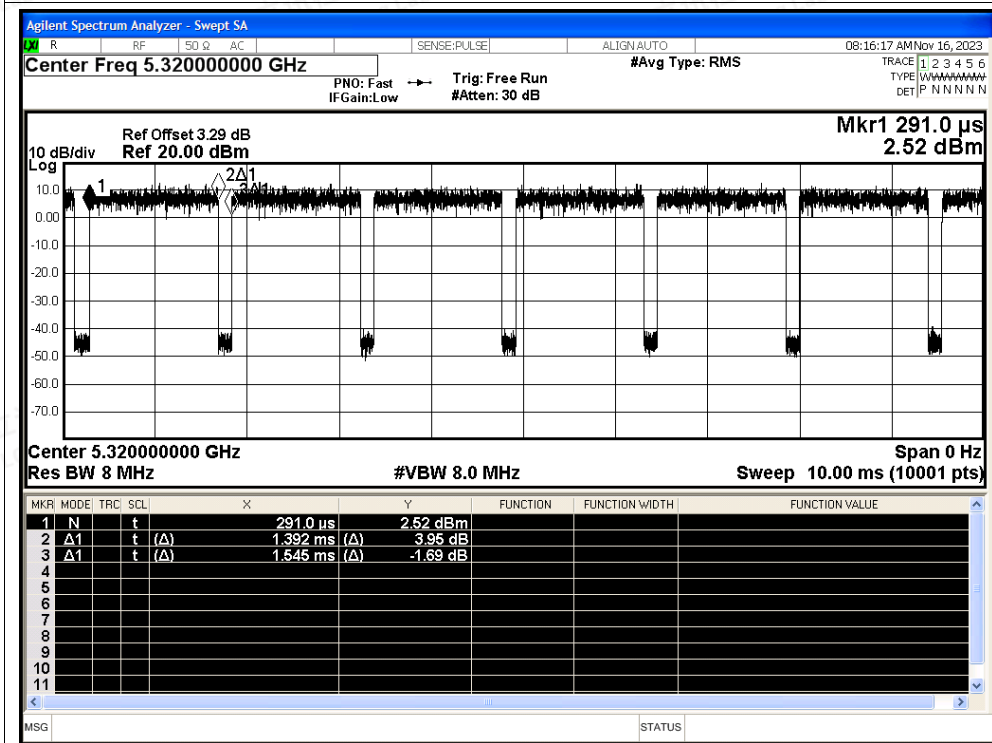 Agilent Spectrum Analyzer - Swept SA
LXI R RF 50 Ω AC SENSE:PULSE ALIGN AUTO 08:16:17 AM Nov 16, 2023
Center Freq 5.320000000 GHz #Avg Type: RMS TRACE 1 2 3 4 5 6
PNO: Fast Trig: Free Run TYPE WWWWWW
IFGain:Low #Atten: 30 dB DET P N N N N N
Mkr1 291.0 µs
Ref Offset 3.29 dB
10 dB/div Ref 20.00 dBm 2.52 dBm
Log
10.0
0.00
-10.0
-20.0
-30.0
-40.0
-50.0
-60.0
-70.0
1
2Δ1
3Δ1
Center 5.320000000 GHz Span 0 Hz
Res BW 8 MHz #VBW 8.0 MHz Sweep 10.00 ms (10001 pts)
MKR MODE TRC SCL X Y FUNCTION FUNCTION WIDTH FUNCTION VALUE
1 N t 291.0 µs 2.52 dBm
2 Δ1 t (Δ) 1.392 ms (Δ) 3.95 dB
3 Δ1 t (Δ) 1.545 ms (Δ) -1.69 dB
4
5
6
7
8
9
10
11
MSG STATUS